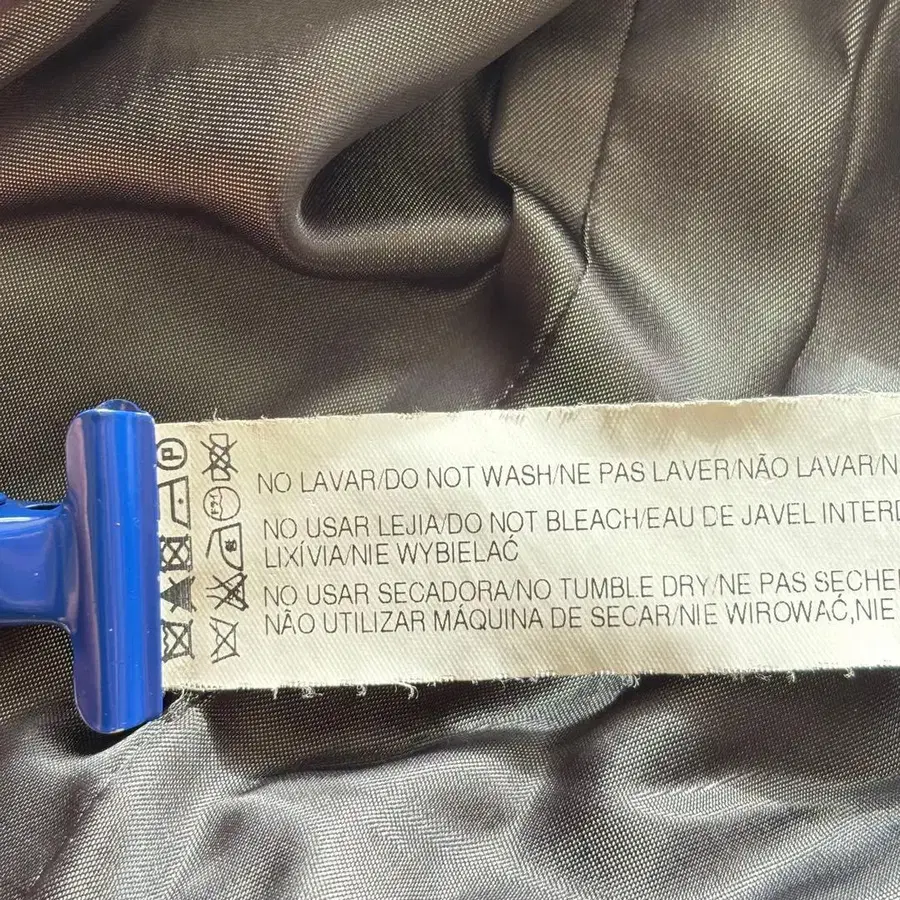 NO LAVAR/DO NOT WASH/NE PAS LAVER/NÃO LAVAR/N
NO USAR LEJIA/DO NOT BLEACH/EAU DE JAVEL INTERD
LIXÍVIA/NIE WYBIELAĆ
NO USAR SECADORA/NO TUMBLE DRY/NE PAS SECHE
NÃO UTILIZAR MÁQUINA DE SECAR/NIE WIROWAĆ,NIE
P